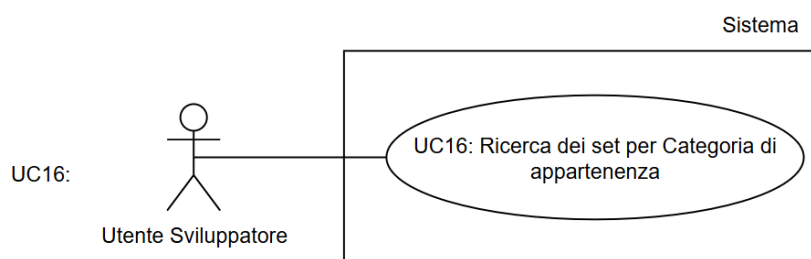 Sistema
UC16: Ricerca dei set per Categoria di
appartenenza
UC16:
Utente Sviluppatore